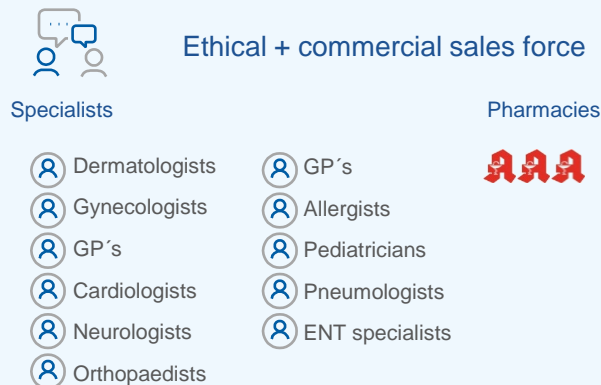 Ethical + commercial sales force
Specialists
Pharmacies
Dermatologists
Gynecologists
GP´s
Cardiologists
Neurologists
Orthopaedists
GP´s
Allergists
Pediatricians
Pneumologists
ENT specialists